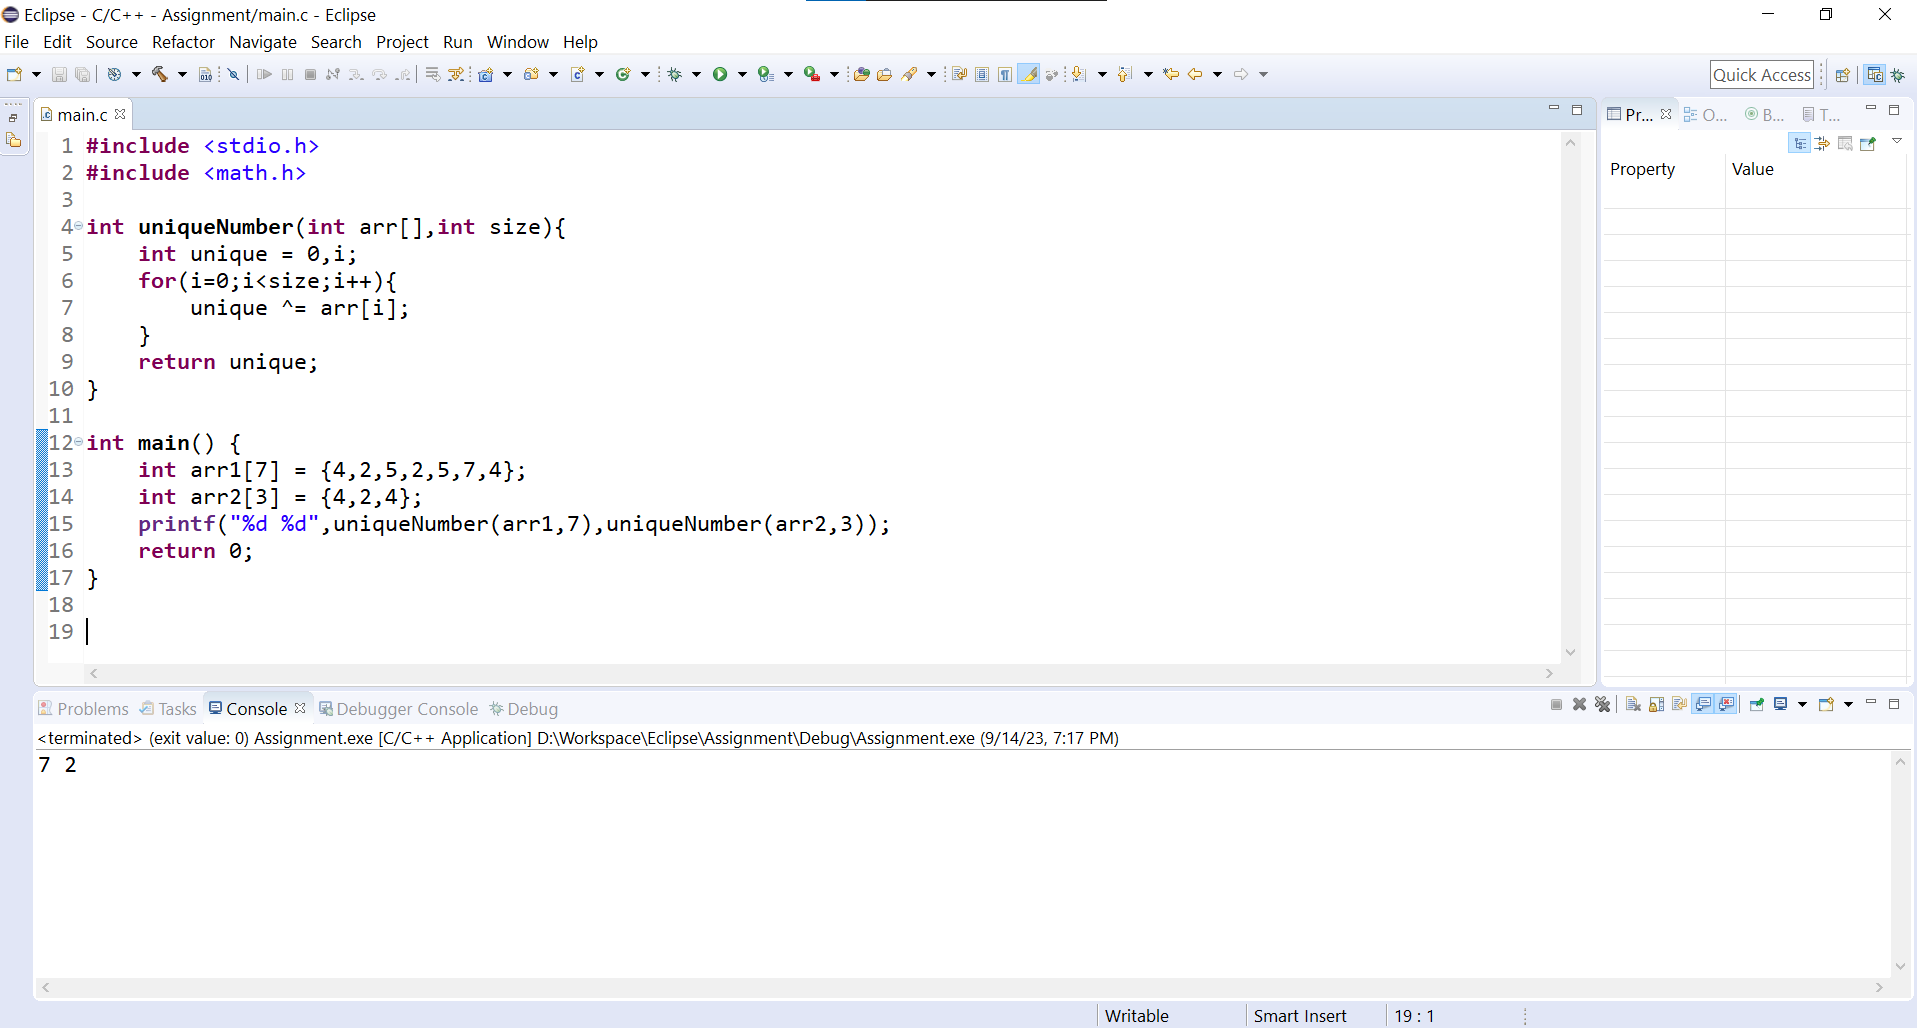 Eclipse - C/C++ - Assignment/main.c - Eclipse
File Edit Source Refactor Navigate Search Project Run Window Help
Quick Access
main.c
Pr... O... B... T...
Property Value
1 #include <stdio.h>
2 #include <math.h>
3
4 int uniqueNumber(int arr[],int size){
5     int unique = 0,i;
6     for(i=0;i<size;i++){
7         unique ^= arr[i];
8     }
9     return unique;
10 }
11
12 int main() {
13     int arr1[7] = {4,2,5,2,5,7,4};
14     int arr2[3] = {4,2,4};
15     printf("%d %d",uniqueNumber(arr1,7),uniqueNumber(arr2,3));
16     return 0;
17 }
18
19
Problems Tasks Console Debugger Console Debug
<terminated> (exit value: 0) Assignment.exe [C/C++ Application] D:\Workspace\Eclipse\Assignment\Debug\Assignment.exe (9/14/23, 7:17 PM)
7 2
Writable Smart Insert 19 : 1